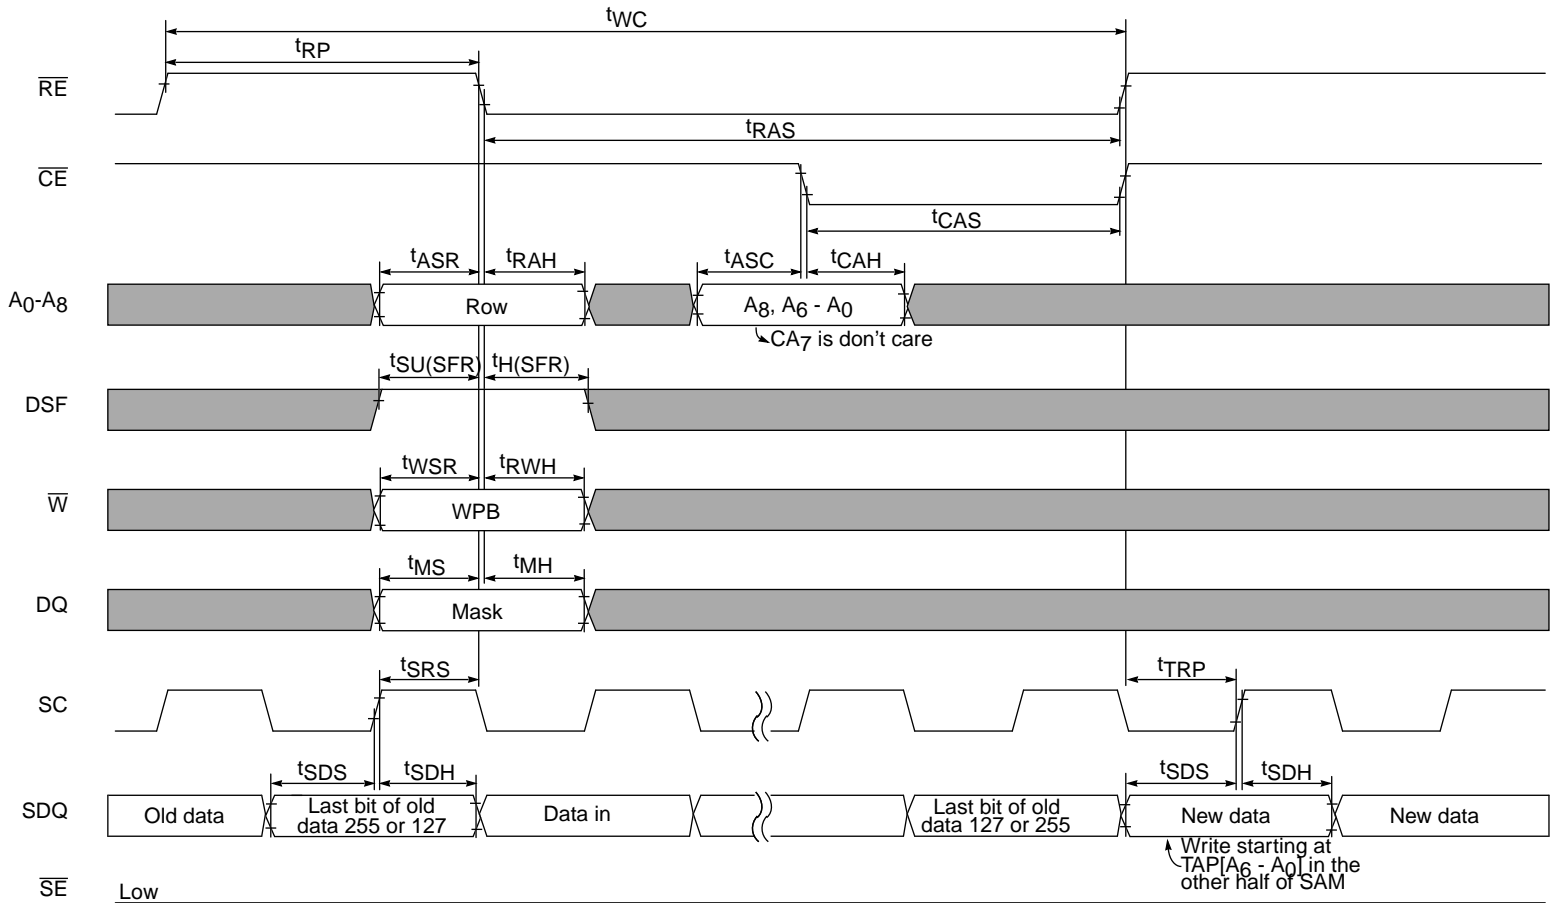 tWC
tRP
RE
tRAS
CE
tCAS
tASR tRAH tASC tCAH
A0-A8 Row A8, A6 - A0
CA7 is don't care
tSU(SFR) tH(SFR)
DSF
tWSR tRWH
W WPB
tMS tMH
DQ Mask
tSRS tTRP
SC
tSDS tSDH tSDS tSDH
SDQ Old data Last bit of old Data in Last bit of old New data New data
data 255 or 127 data 127 or 255
Write starting at
TAP[A6 - A0] in the
other half of SAM
SE Low